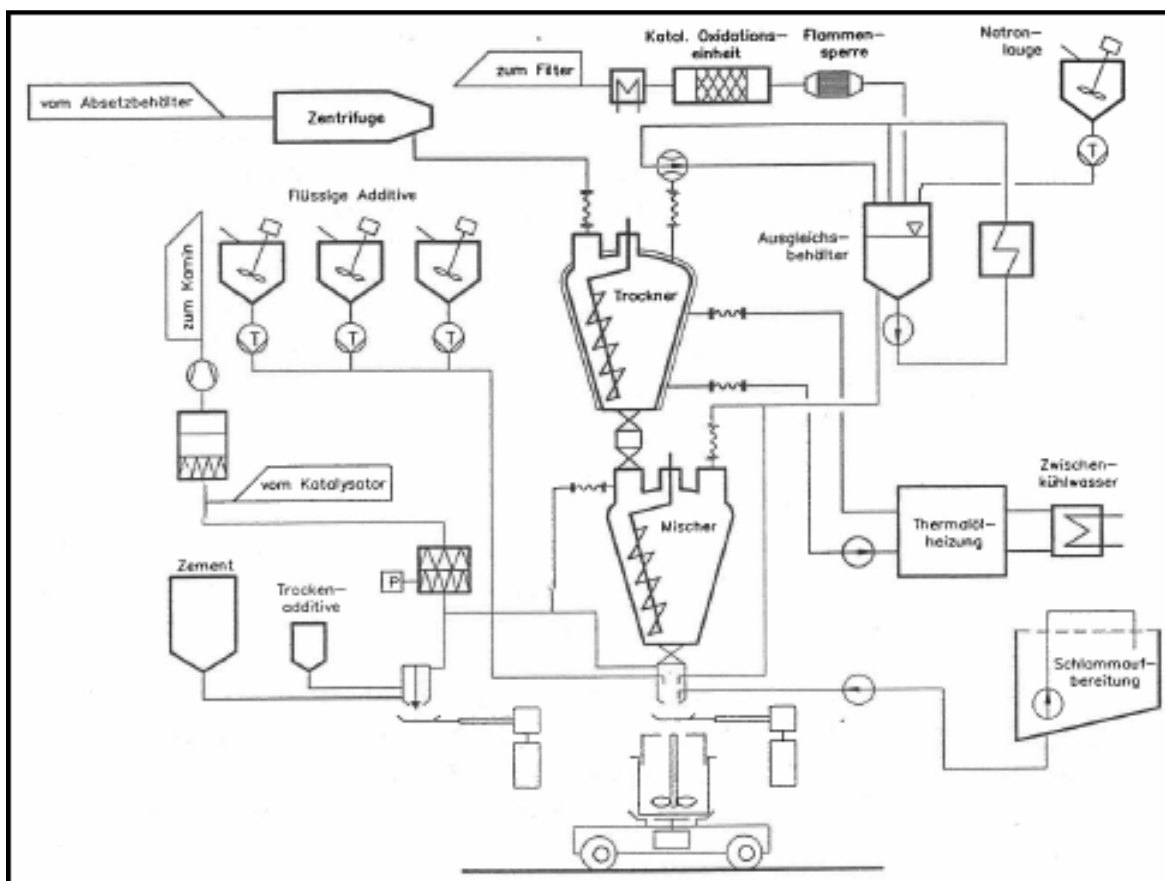 Katal. Oxidations-
einheit
Flammen-
sperre
Natron-
lauge
zum Filter
vom Absetzbehälter
Zentrifuge
T
Flüssige Additive
zum Kamin
Ausgleichs-
behälter
Trockner
T
T
T
vom Katalysator
Mischer
Zwischen-
kühlwasser
Thermalöl-
heizung
Zement
P
Trocken-
additive
Schlammauf-
bereitung